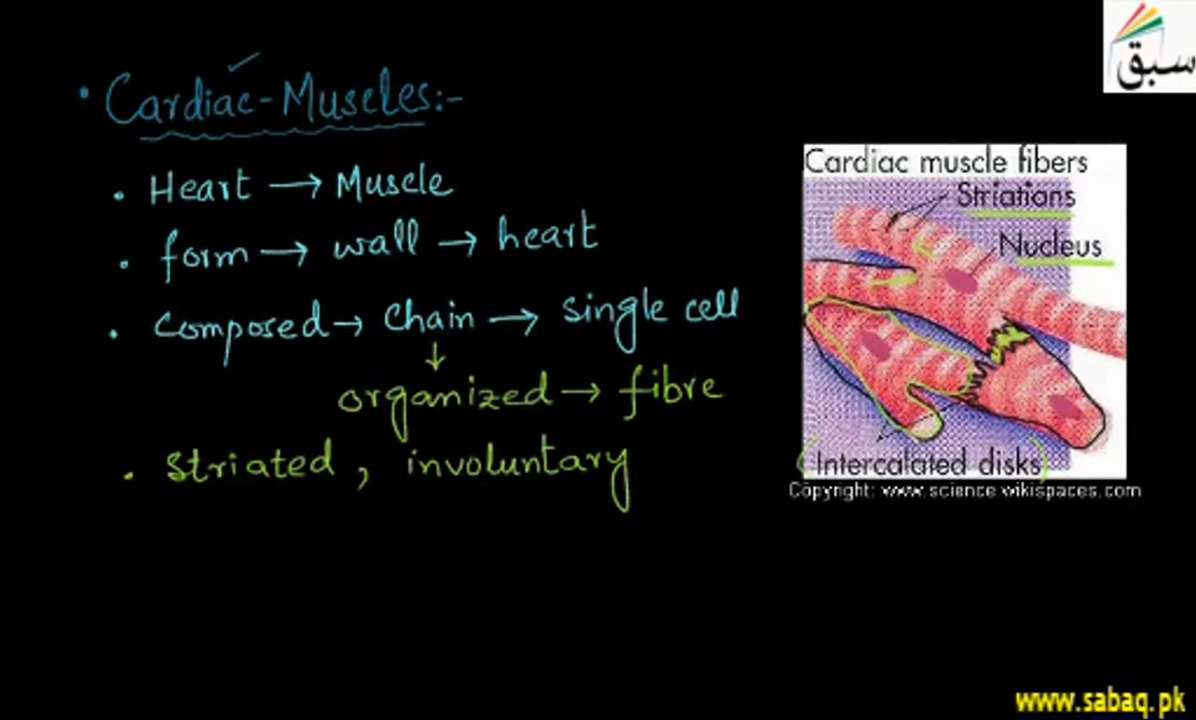 سبق
• Cardiac-Muscles:-
• Heart → Muscle
• form → wall → heart
• Composed → Chain → Single cell
↓
organized → fibre
• Striated , involuntary
Cardiac muscle fibers
Striations
Nucleus
(Intercalated disks)
Copyright: www.science.wikispaces.com
www.sabaq.pk